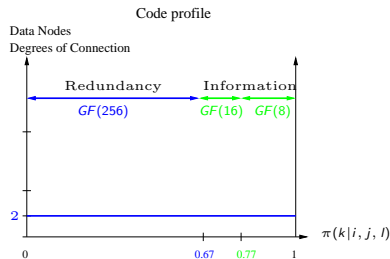 Code profile
Data Nodes
Degrees of Connection
Redundancy Information
GF(256) GF(16) GF(8)
2
π(k|i, j, l)
0 0.67 0.77 1